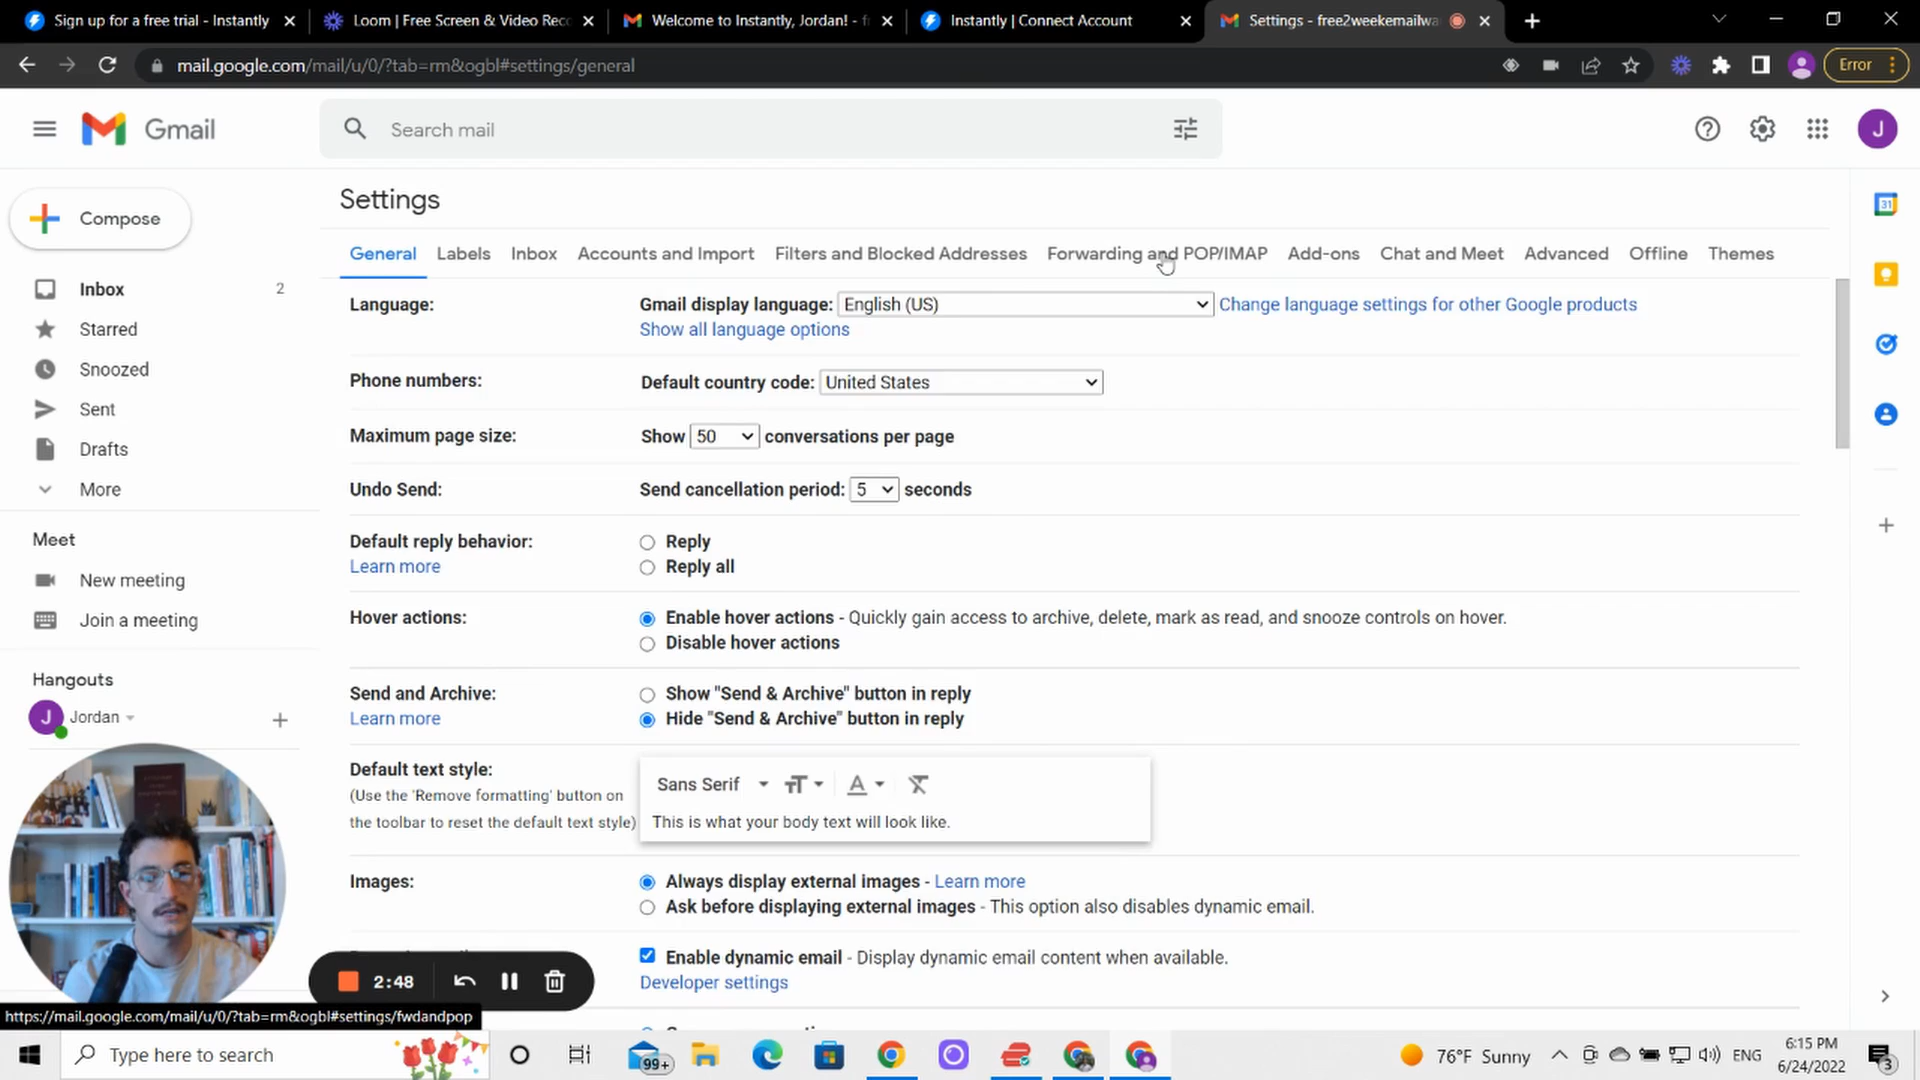 Sign up for a free trial - Instantly
Loom | Free Screen & Video Rec
Welcome to Instantly, Jordan! - f
Instantly | Connect Account
Settings - free2weekemailwa
mail.google.com/mail/u/0/?tab=rm&ogbl#settings/general
Error
Gmail
Search mail
J
Settings
Compose
31
General Labels Inbox Accounts and Import Filters and Blocked Addresses Forwarding and POP/IMAP Add-ons Chat and Meet Advanced Offline Themes
Inbox 2
Starred
Snoozed
Sent
Drafts
More
Meet
New meeting
Join a meeting
Hangouts
J Jordan
Language: Gmail display language: English (US) Change language settings for other Google products
Show all language options
Phone numbers: Default country code: United States
Maximum page size: Show 50 conversations per page
Undo Send: Send cancellation period: 5 seconds
Default reply behavior: Reply
Learn more Reply all
Hover actions: Enable hover actions - Quickly gain access to archive, delete, mark as read, and snooze controls on hover.
Disable hover actions
Send and Archive: Show "Send & Archive" button in reply
Learn more Hide "Send & Archive" button in reply
Default text style: Sans Serif
(Use the 'Remove formatting' button on
the toolbar to reset the default text style) This is what your body text will look like.
Images: Always display external images - Learn more
Ask before displaying external images - This option also disables dynamic email.
Enable dynamic email - Display dynamic email content when available.
Developer settings
2:48
https://mail.google.com/mail/u/0/?tab=rm&ogbl#settings/fwdandpop
Type here to search
99+
76°F Sunny
ENG
6:15 PM
6/24/2022
3